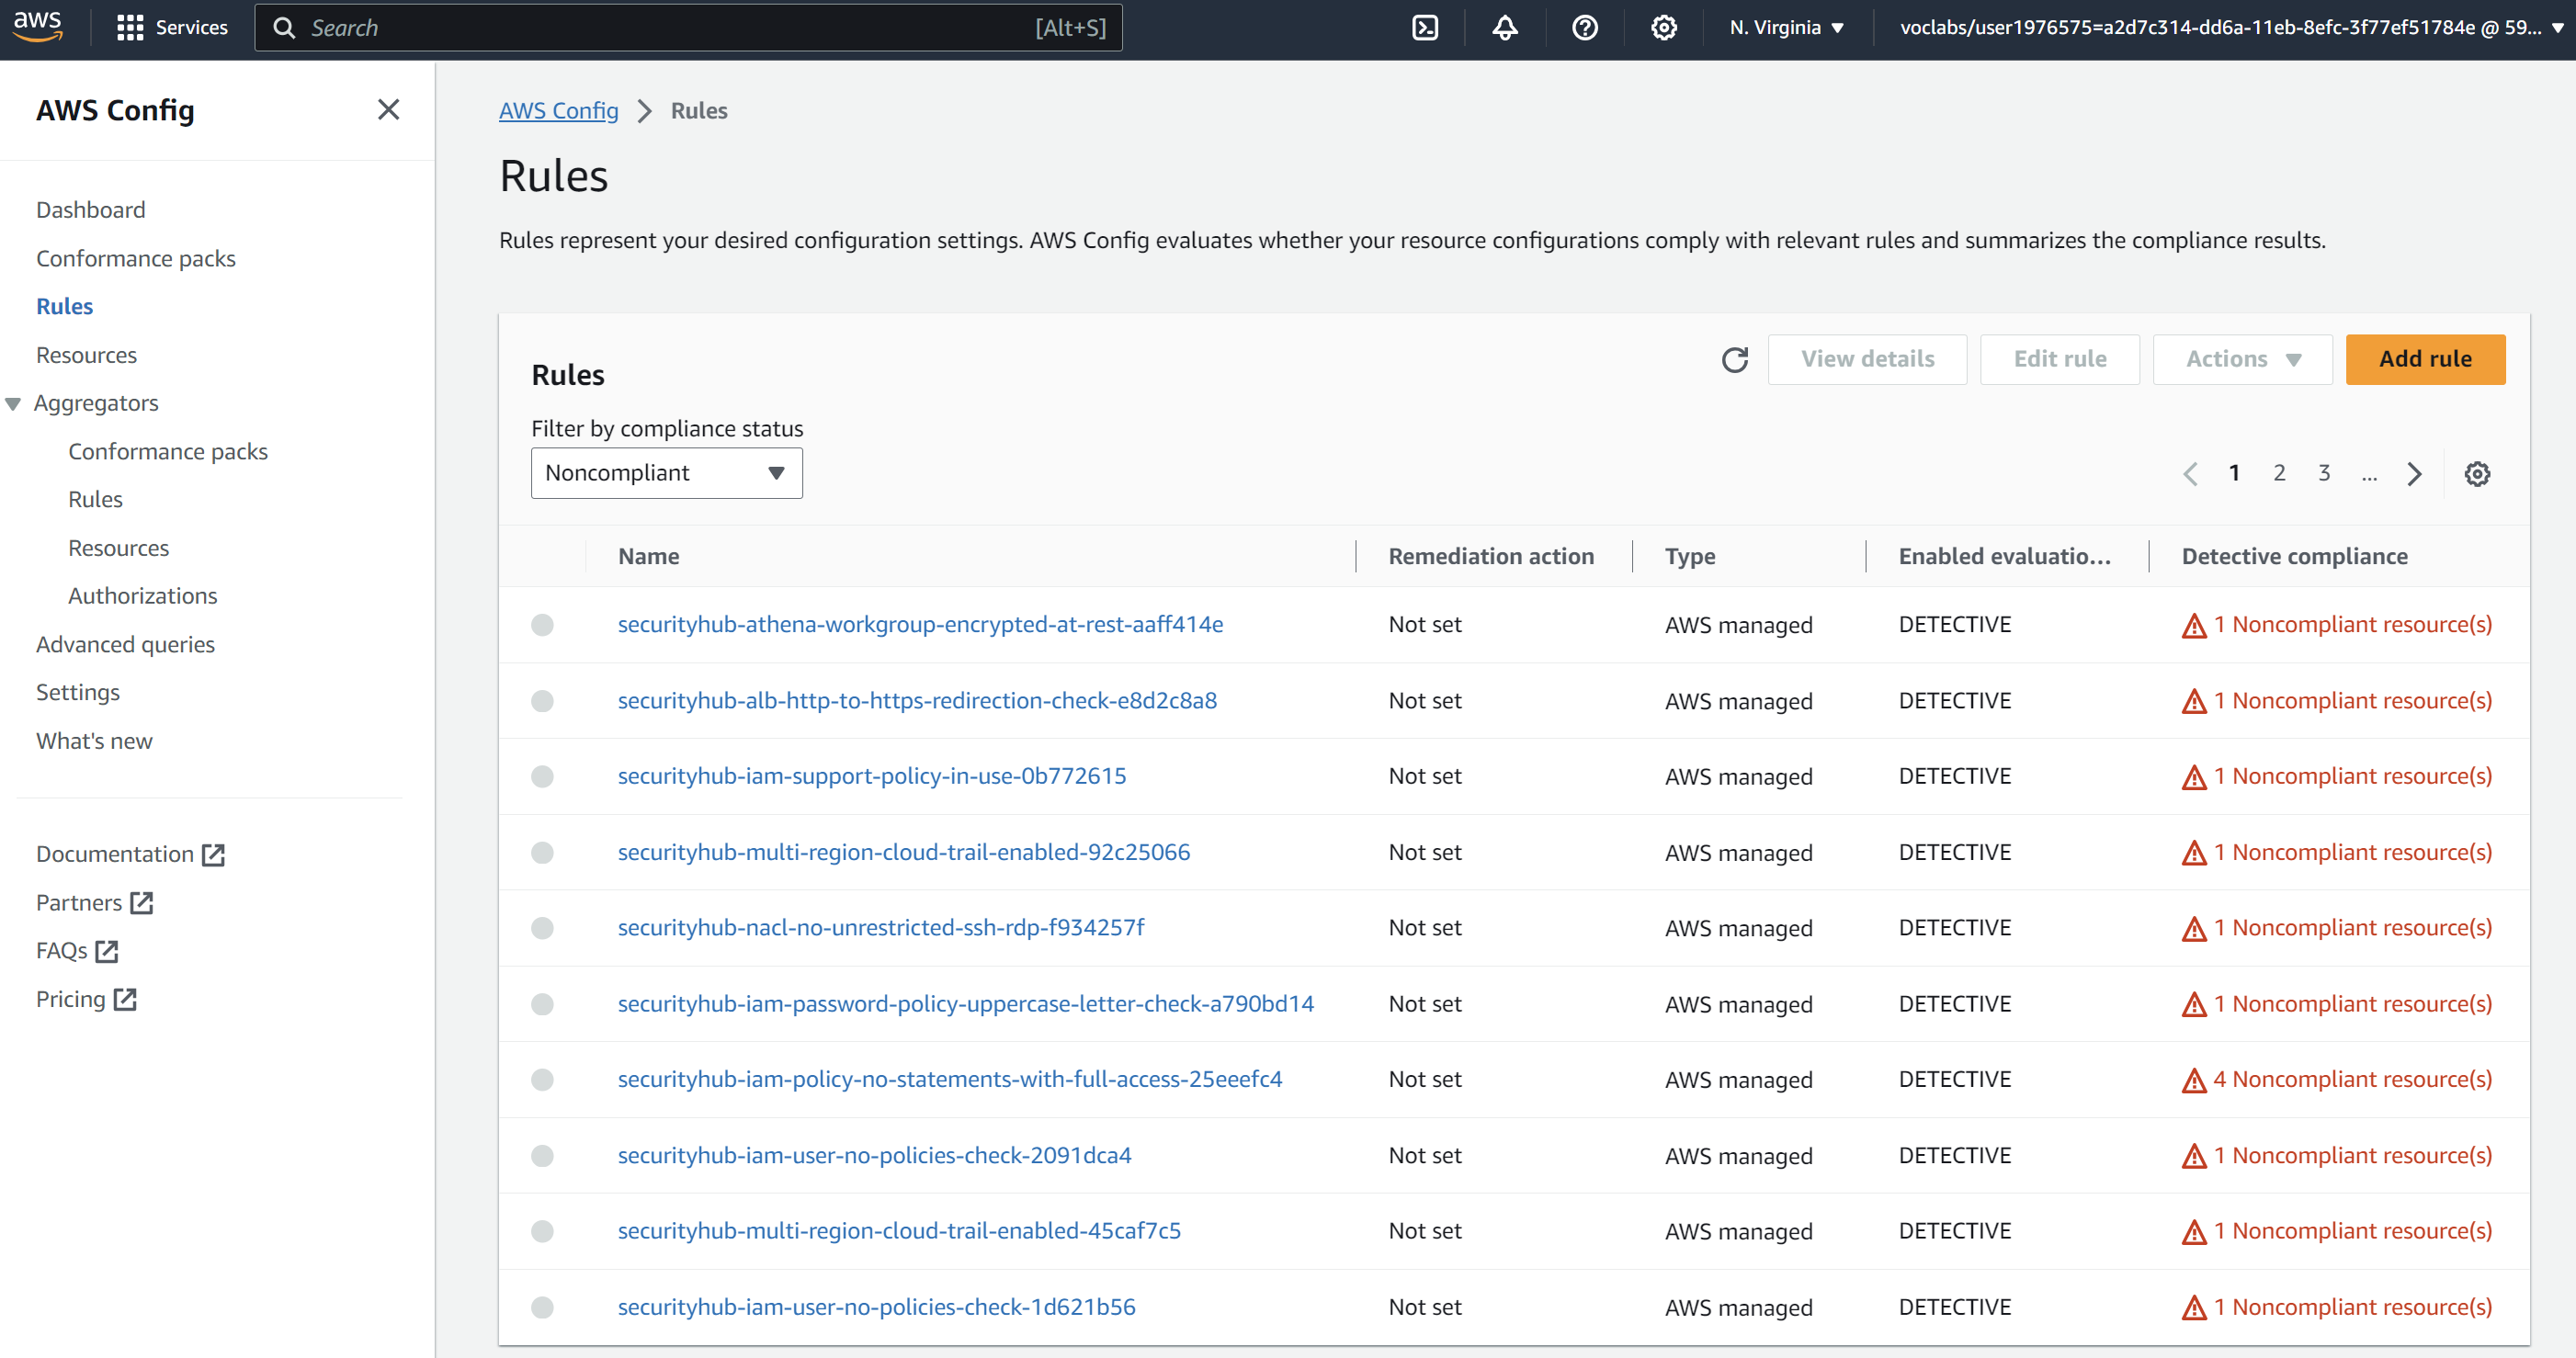 aws Services Search [Alt+S] N. Virginia voclabs/user1976575=a2d7c314-dd6a-11eb-8efc-3f77ef51784e @ 59...
AWS Config
Dashboard
Conformance packs
Rules
Resources
Aggregators
Conformance packs
Rules
Resources
Authorizations
Advanced queries
Settings
What's new
Documentation
Partners
FAQs
Pricing
AWS Config > Rules
Rules
Rules represent your desired configuration settings. AWS Config evaluates whether your resource configurations comply with relevant rules and summarizes the compliance results.
Rules
View details Edit rule Actions Add rule
Filter by compliance status
Noncompliant
1 2 3 ...
Name Remediation action Type Enabled evaluatio... Detective compliance
securityhub-athena-workgroup-encrypted-at-rest-aaff414e Not set AWS managed DETECTIVE 1 Noncompliant resource(s)
securityhub-alb-http-to-https-redirection-check-e8d2c8a8 Not set AWS managed DETECTIVE 1 Noncompliant resource(s)
securityhub-iam-support-policy-in-use-0b772615 Not set AWS managed DETECTIVE 1 Noncompliant resource(s)
securityhub-multi-region-cloud-trail-enabled-92c25066 Not set AWS managed DETECTIVE 1 Noncompliant resource(s)
securityhub-nacl-no-unrestricted-ssh-rdp-f934257f Not set AWS managed DETECTIVE 1 Noncompliant resource(s)
securityhub-iam-password-policy-uppercase-letter-check-a790bd14 Not set AWS managed DETECTIVE 1 Noncompliant resource(s)
securityhub-iam-policy-no-statements-with-full-access-25eeefc4 Not set AWS managed DETECTIVE 4 Noncompliant resource(s)
securityhub-iam-user-no-policies-check-2091dca4 Not set AWS managed DETECTIVE 1 Noncompliant resource(s)
securityhub-multi-region-cloud-trail-enabled-45caf7c5 Not set AWS managed DETECTIVE 1 Noncompliant resource(s)
securityhub-iam-user-no-policies-check-1d621b56 Not set AWS managed DETECTIVE 1 Noncompliant resource(s)